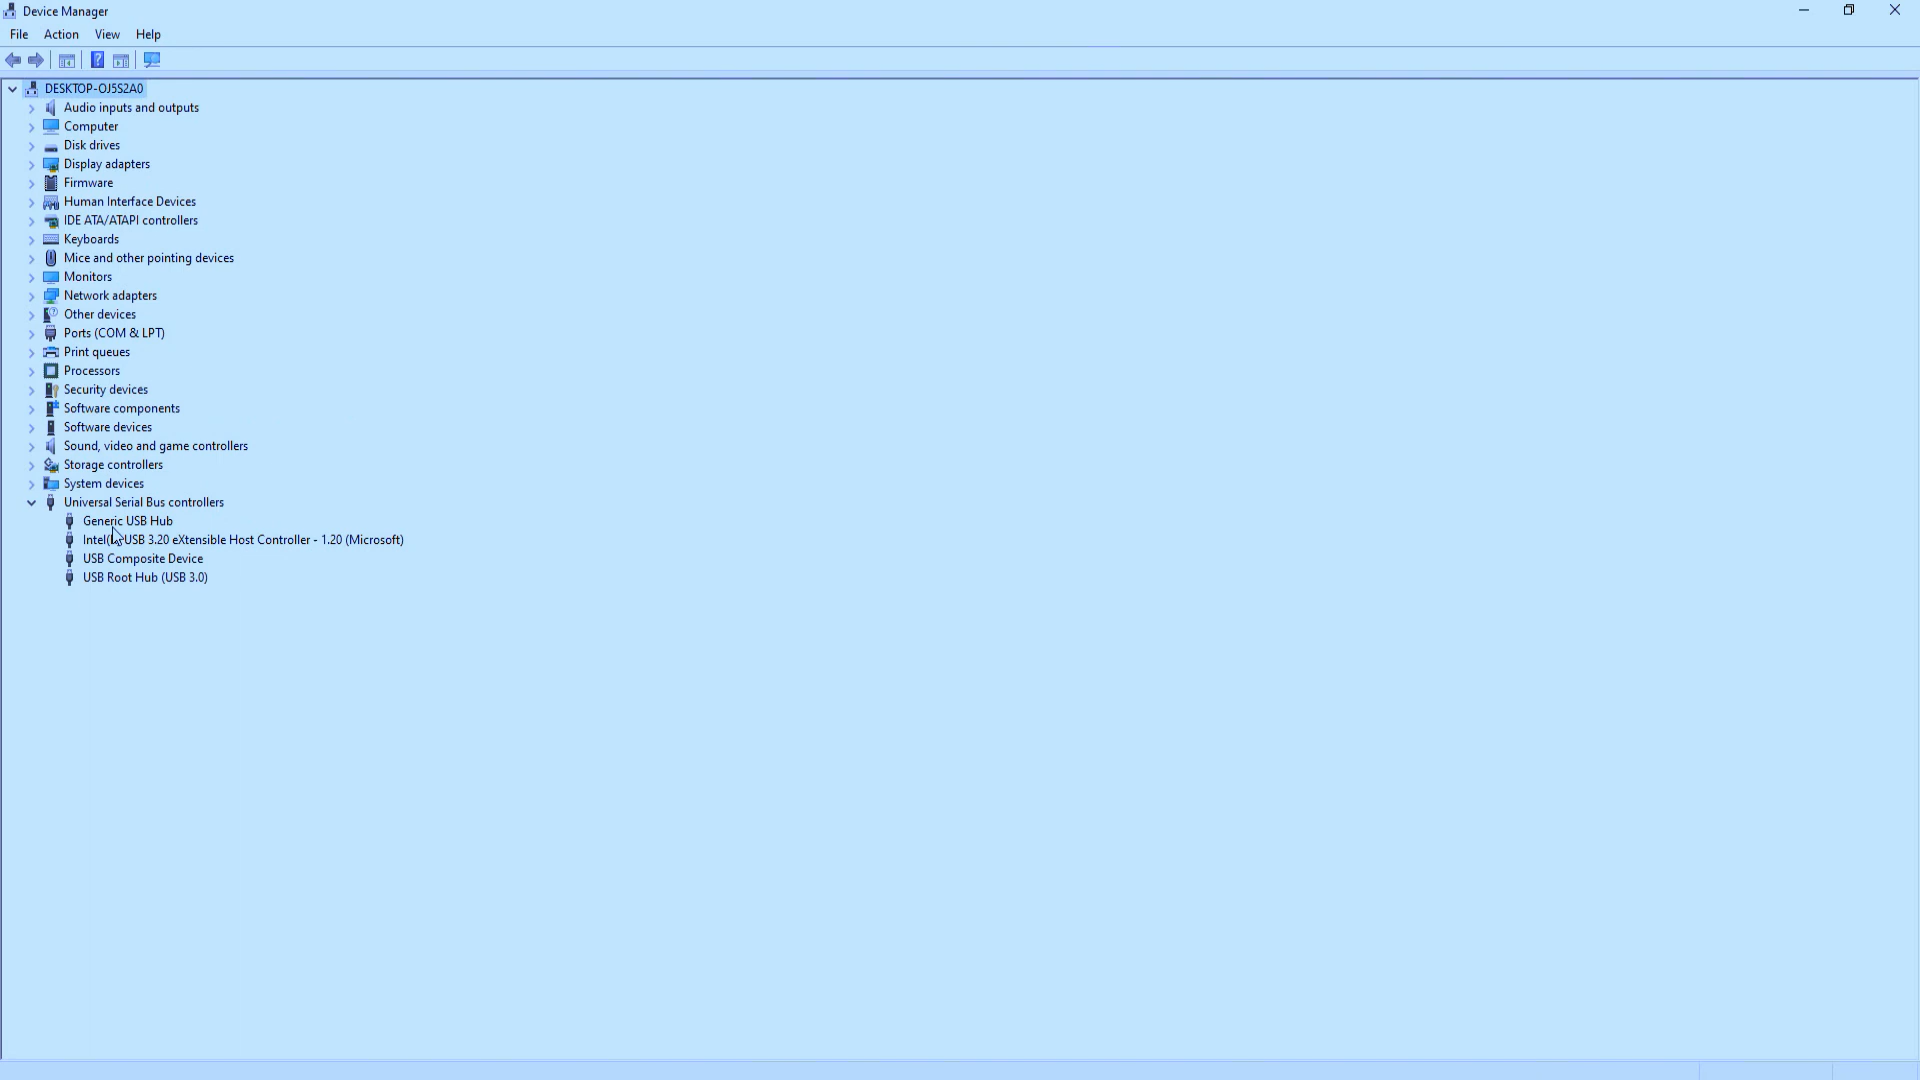 Device Manager
File Action View Help
DESKTOP-OJ5S2A0
Audio inputs and outputs
Computer
Disk drives
Display adapters
Firmware
Human Interface Devices
IDE ATA/ATAPI controllers
Keyboards
Mice and other pointing devices
Monitors
Network adapters
Other devices
Ports (COM & LPT)
Print queues
Processors
Security devices
Software components
Software devices
Sound, video and game controllers
Storage controllers
System devices
Universal Serial Bus controllers
Generic USB Hub
Intel( USB 3.20 eXtensible Host Controller - 1.20 (Microsoft)
USB Composite Device
USB Root Hub (USB 3.0)